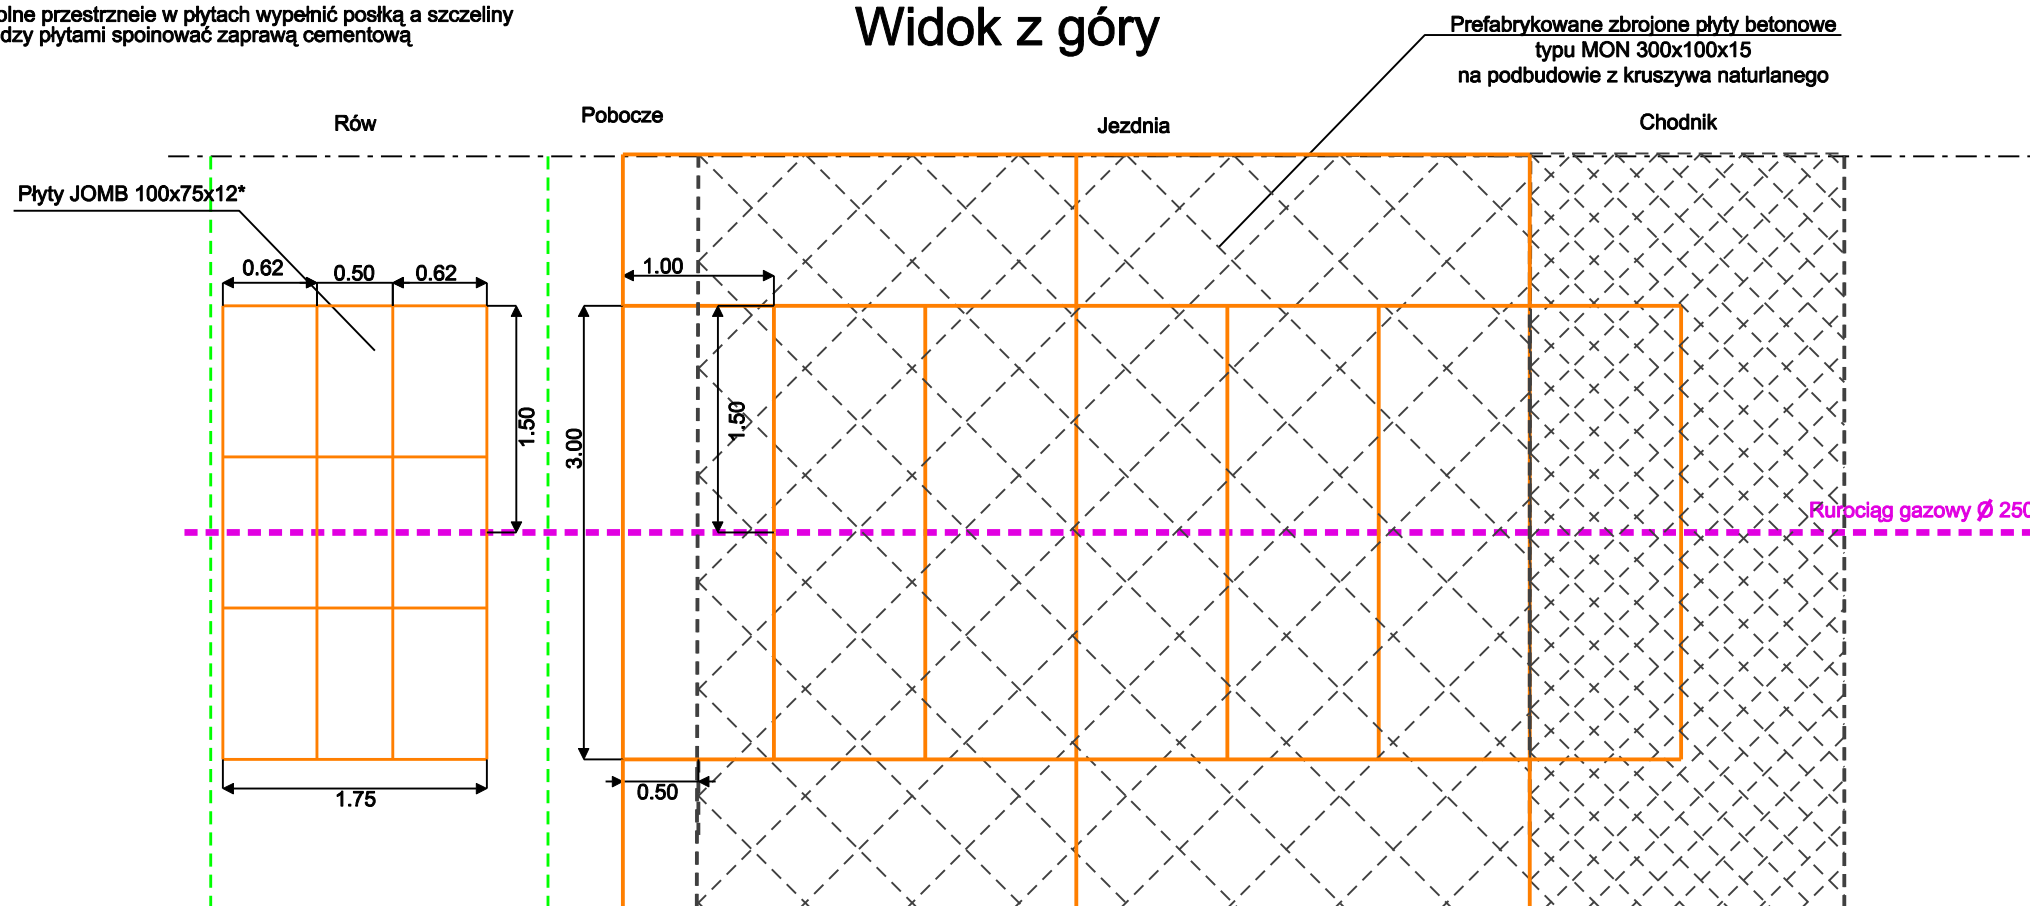 olne przestrzneie w płytach wypełnić posłką a szczeliny
dzy płytami spoinować zaprawą cementową
Widok z góry
Prefabrykowane zbrojone płyty betonowe
typu MON 300x100x15
na podbudowie z kruszywa naturlanego
Rów
Pobocze
Jezdnia
Chodnik
Płyty JOMB 100x75x12*
0.62
0.50
0.62
1.00
1.50
3.00
1.50
Rurociąg gazowy Ø 250
0.50
1.75